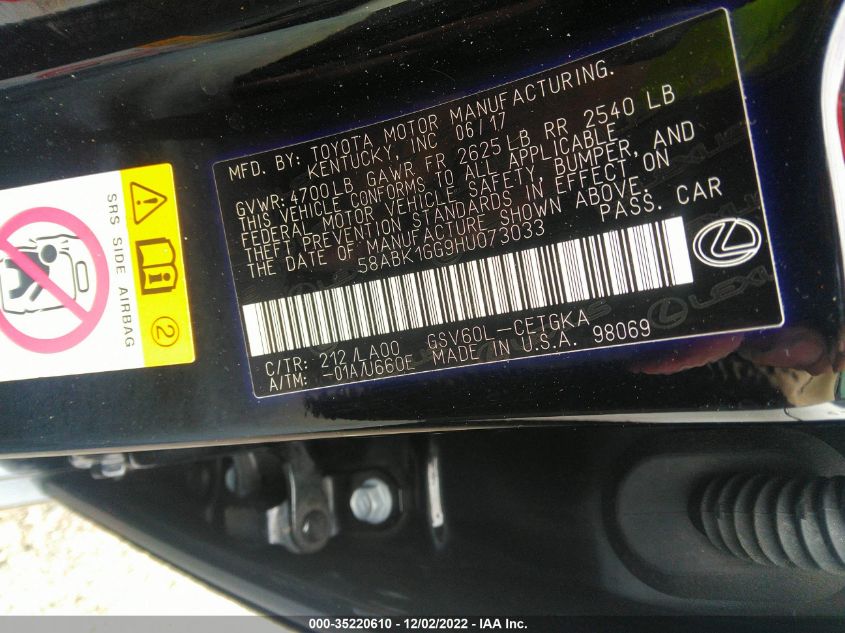 MFD. BY: TOYOTA MOTOR MANUFACTURING.
KENTUCKY, INC 06/17
GVWR: 4700LB GAWR FR 2625 LB, RR 2540 LB
THIS VEHICLE CONFORMS TO ALL APPLICABLE
FEDERAL MOTOR VEHICLE SAFETY, BUMPER, AND
THEFT PREVENTION STANDARDS IN EFFECT ON
THE DATE OF MANUFACTURE SHOWN ABOVE.
58ABK1GG9HU073033 PASS. CAR
C/TR: 212/LA00 GSV60L-CETGKA
A/TM: -01A/U660E MADE IN U.S.A. 98069
LEXUS
SRS SIDE AIRBAG
2
000-35220610 - 12/02/2022 - IAA Inc.